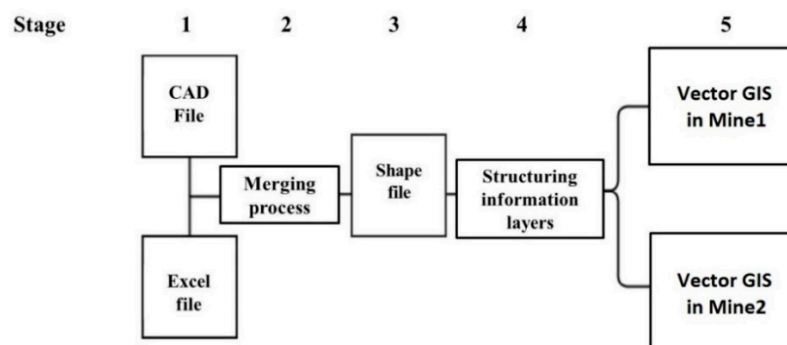 Stage 1 2 3 4 5
CAD
File
Excel
file
Merging
process
Shape
file
Structuring
information
layers
Vector GIS
in Mine1
Vector GIS
in Mine2